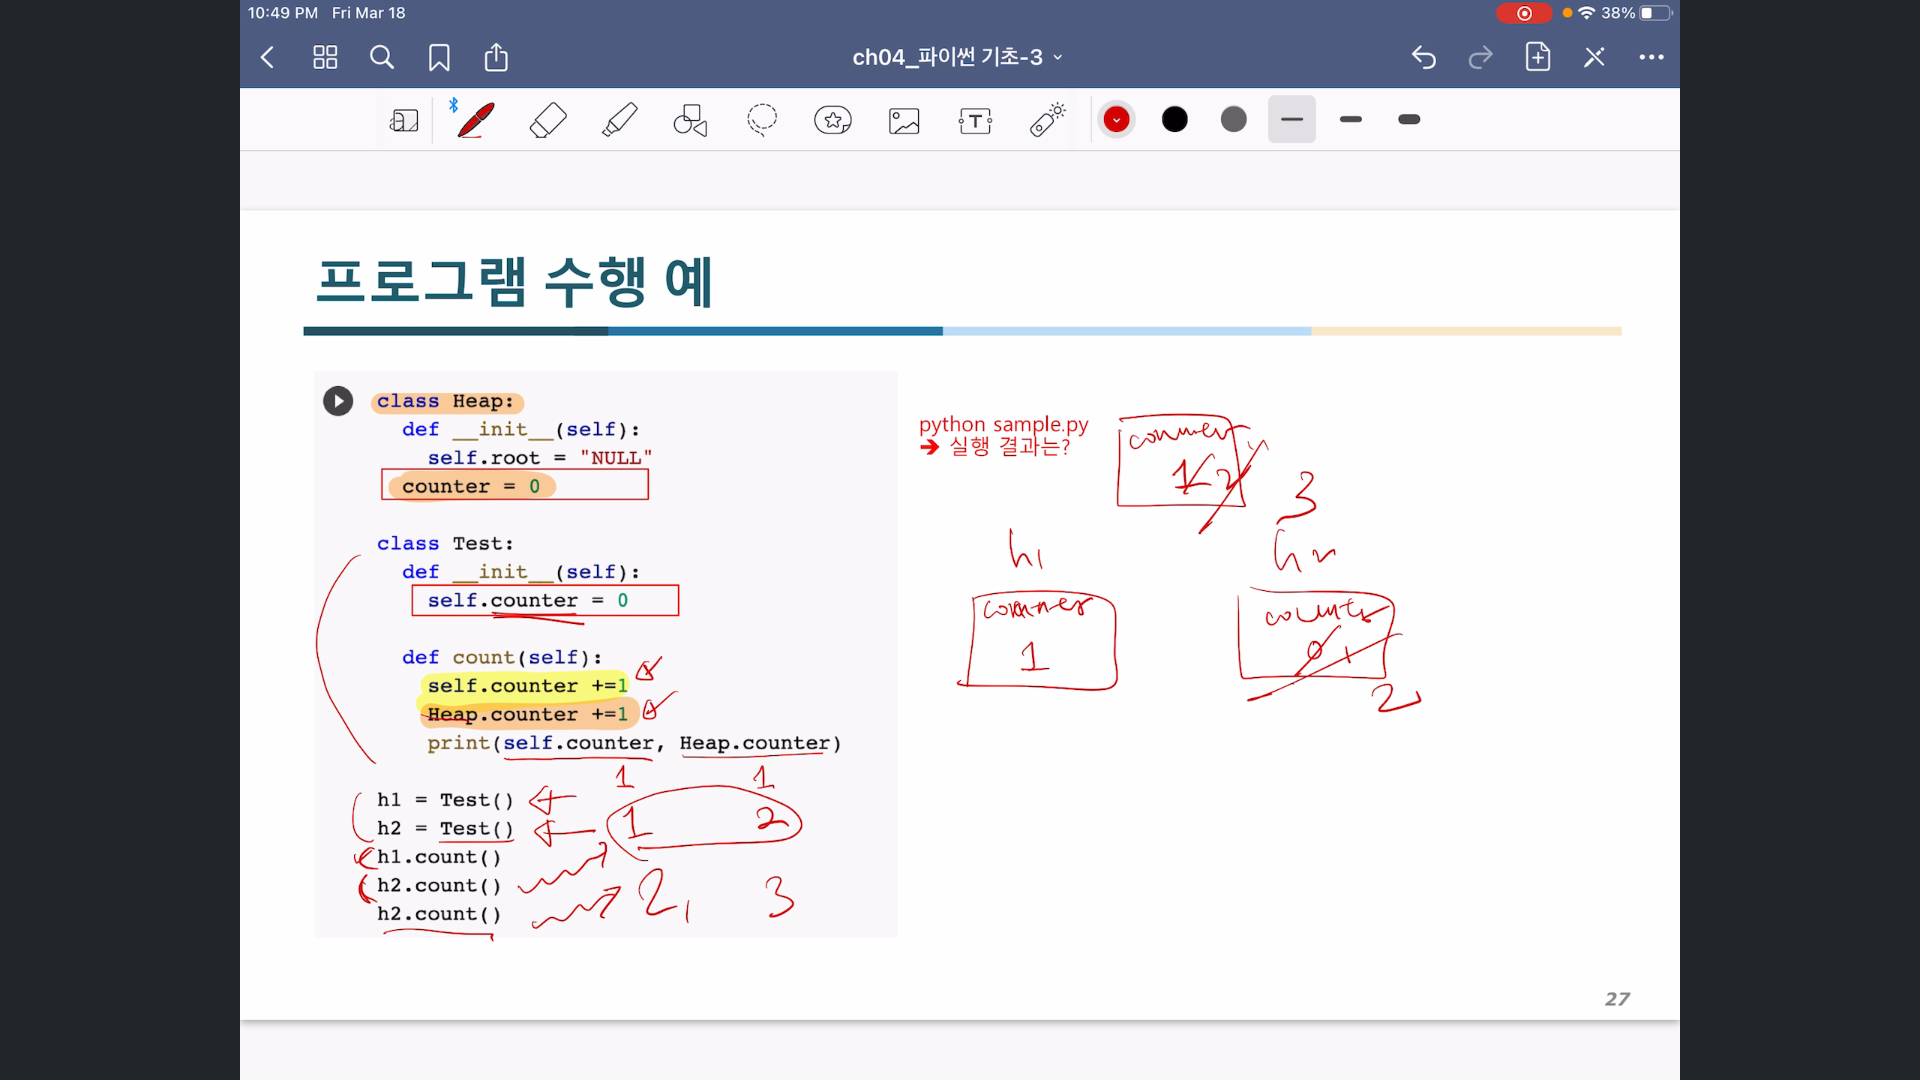 10:49 PM Fri Mar 18
38%
ch04_파이썬 기초-3
프로그램 수행 예
class Heap:
def __init__(self):
self.root = "NULL"
counter = 0
class Test:
def __init__(self):
self.counter = 0
def count(self):
self.counter +=1
Heap.counter +=1
print(self.counter, Heap.counter)
1 1
h1 = Test()
h2 = Test()
1 2
h1.count()
h2.count()
h2.count()
2, 3
python sample.py
➔ 실행 결과는?
counter
1 2
3
h1
counter
1
h2
counter
0 1
2
27